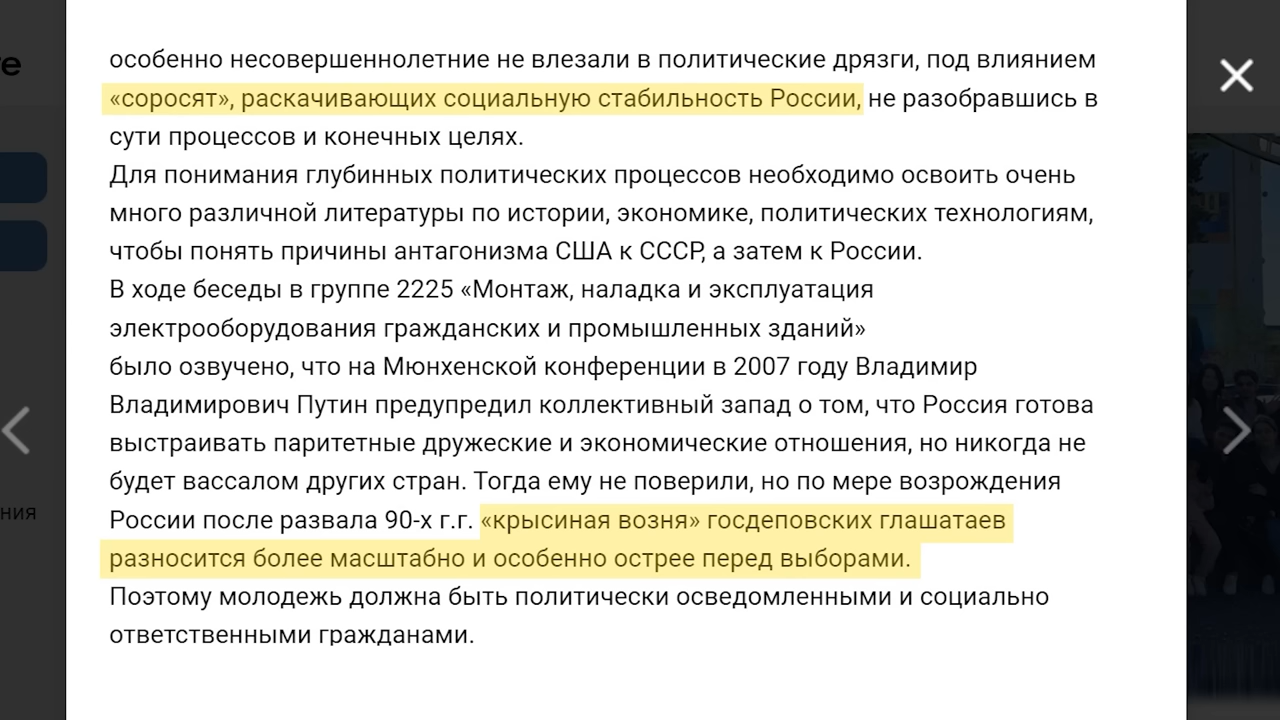 особенно несовершеннолетние не влезали в политические дрязги, под влиянием
«соросят», раскачивающих социальную стабильность России, не разобравшись в
сути процессов и конечных целях.
Для понимания глубинных политических процессов необходимо освоить очень
много различной литературы по истории, экономике, политических технологиям,
чтобы понять причины антагонизма США к СССР, а затем к России.
В ходе беседы в группе 2225 «Монтаж, наладка и эксплуатация
электрооборудования гражданских и промышленных зданий»
было озвучено, что на Мюнхенской конференции в 2007 году Владимир
Владимирович Путин предупредил коллективный запад о том, что Россия готова
выстраивать паритетные дружеские и экономические отношения, но никогда не
будет вассалом других стран. Тогда ему не поверили, но по мере возрождения
России после развала 90-х г.г. «крысиная возня» госдеповских глашатаев
разносится более масштабно и особенно острее перед выборами.
Поэтому молодежь должна быть политически осведомленными и социально
ответственными гражданами.